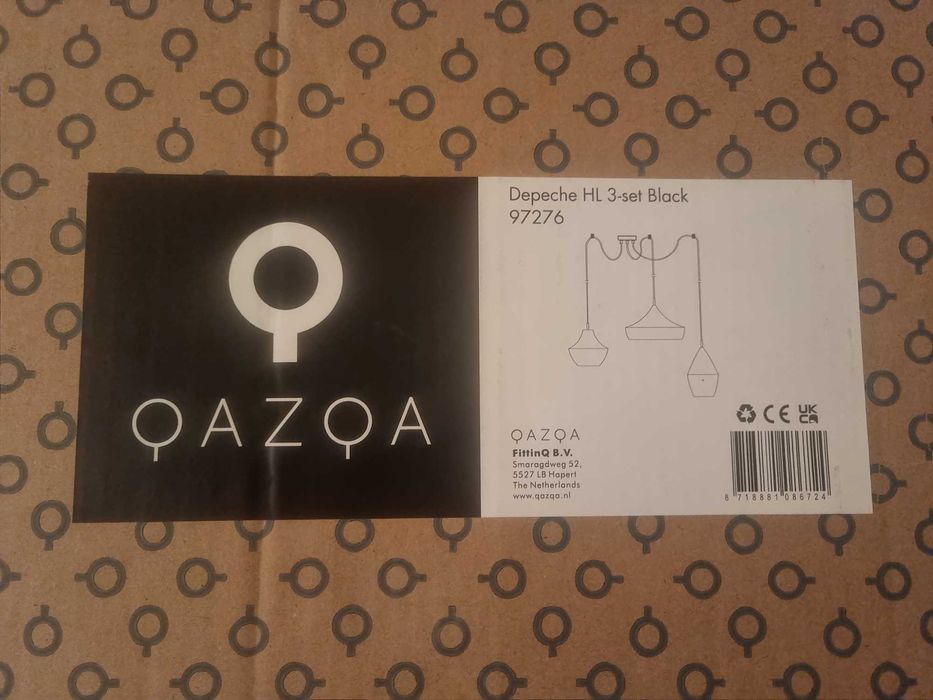 QAZQA
Depeche HL 3-set Black
97276
QAZQA
FittinQ B.V.
Smaragdweg 52,
5527 LB Hapert
The Netherlands
www.qazqa.nl
CE UK
CA
8 718881 086724